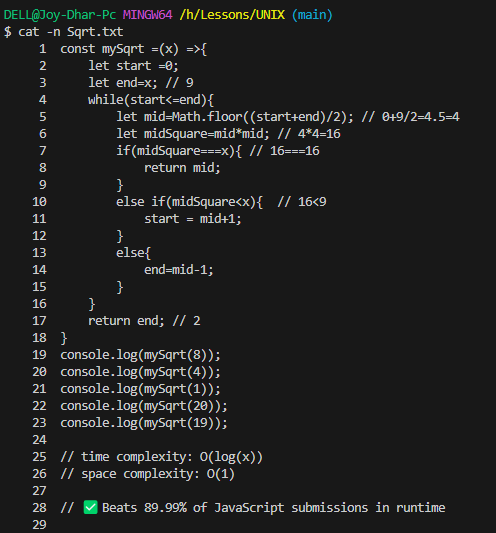 DELL@Joy-Dhar-Pc MINGW64 /h/Lessons/UNIX (main)
$ cat -n Sqrt.txt
     1  const mySqrt =(x) =>{
     2      let start =0;
     3      let end=x; // 9
     4      while(start<=end){
     5          let mid=Math.floor((start+end)/2); // 0+9/2=4.5=4
     6          let midSquare=mid*mid; // 4*4=16
     7          if(midSquare===x){ // 16===16
     8              return mid;
     9          }
    10          else if(midSquare<x){  // 16<9
    11              start = mid+1;
    12          }
    13          else{
    14              end=mid-1;
    15          }
    16      }
    17      return end; // 2
    18  }
    19  console.log(mySqrt(8));
    20  console.log(mySqrt(4));
    21  console.log(mySqrt(1));
    22  console.log(mySqrt(20));
    23  console.log(mySqrt(19));
    24
    25  // time complexity: O(log(x))
    26  // space complexity: O(1)
    27
    28  // ✅ Beats 89.99% of JavaScript submissions in runtime
    29